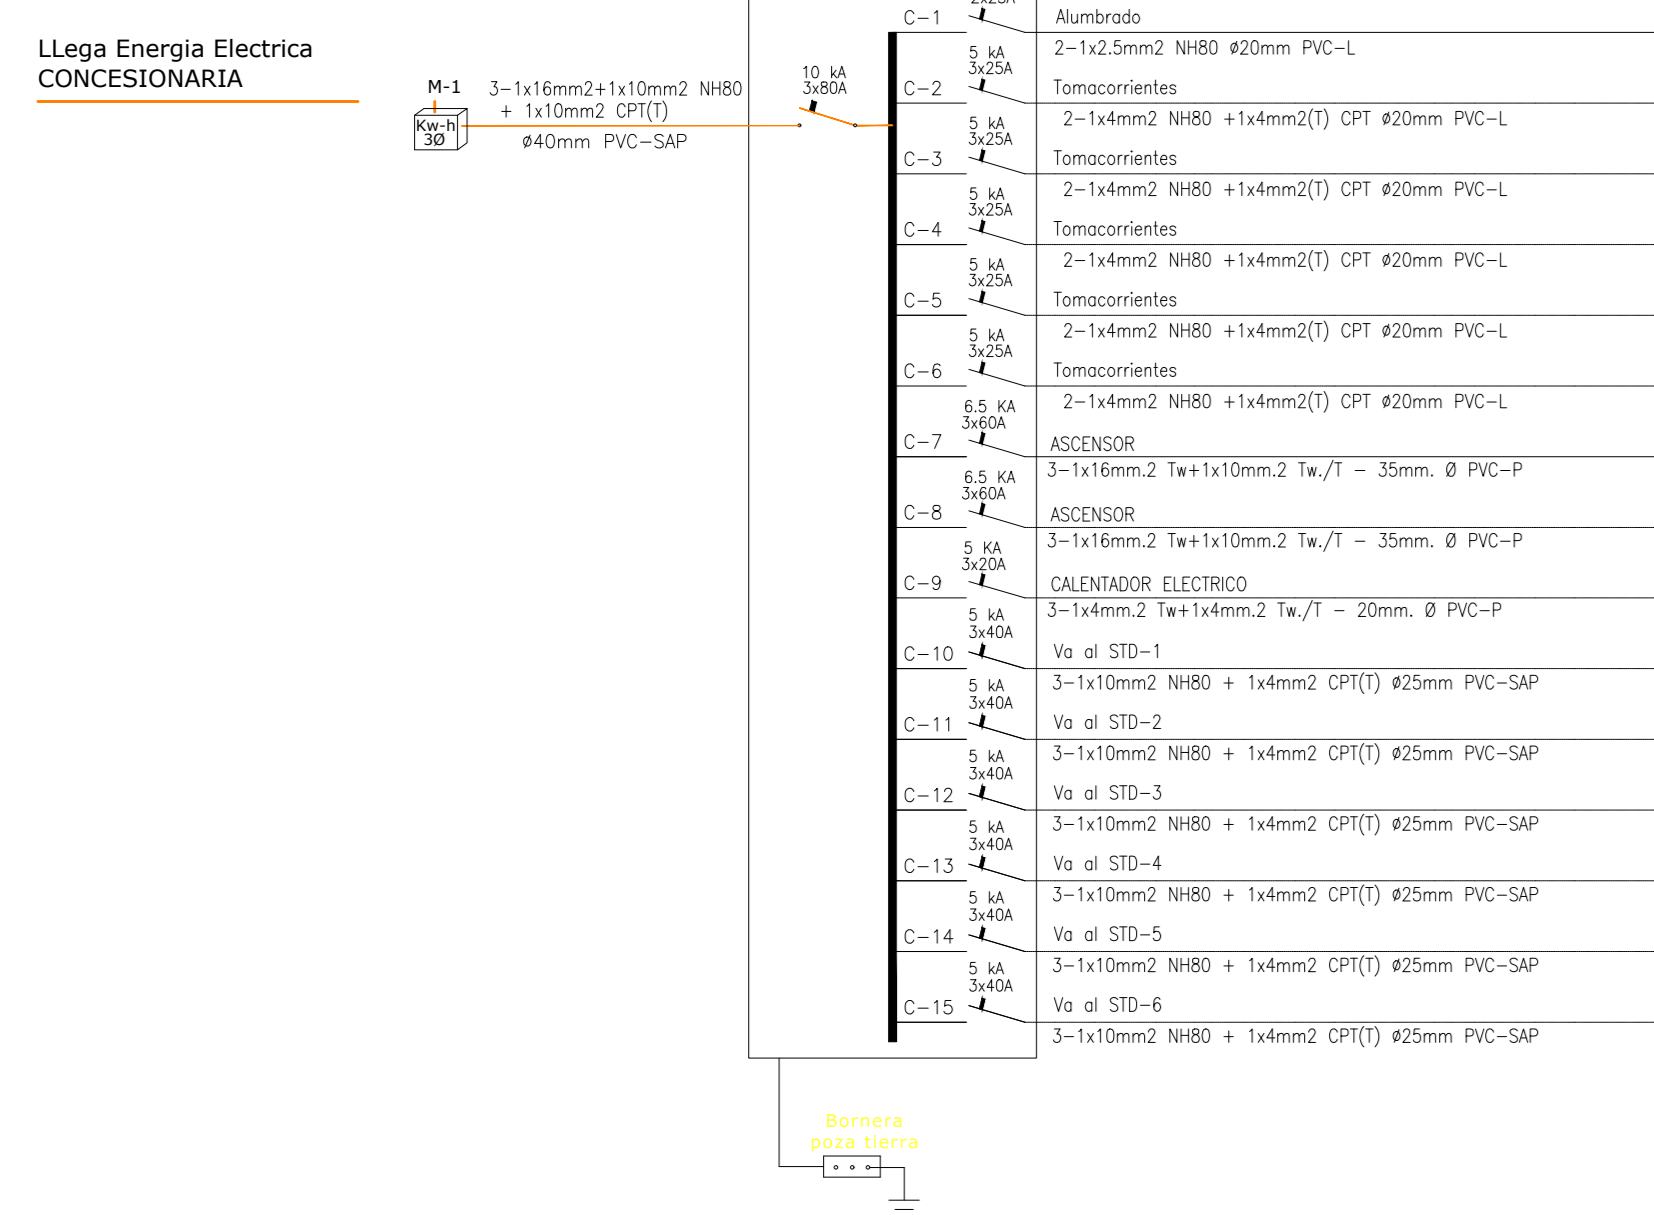 LLega Energia Electrica
CONCESIONARIA
M-1
Kw-h
3Ø
3-1x16mm2+1x10mm2 NH80
+ 1x10mm2 CPT(T)
ø40mm PVC-SAP
10 kA
3x80A
C-1
Alumbrado
2-1x2.5mm2 NH80 ø20mm PVC-L
5 kA
3x25A
C-2
Tomacorrientes
2-1x4mm2 NH80 +1x4mm2(T) CPT ø20mm PVC-L
5 kA
3x25A
C-3
Tomacorrientes
2-1x4mm2 NH80 +1x4mm2(T) CPT ø20mm PVC-L
5 kA
3x25A
C-4
Tomacorrientes
2-1x4mm2 NH80 +1x4mm2(T) CPT ø20mm PVC-L
5 kA
3x25A
C-5
Tomacorrientes
2-1x4mm2 NH80 +1x4mm2(T) CPT ø20mm PVC-L
5 kA
3x25A
C-6
Tomacorrientes
2-1x4mm2 NH80 +1x4mm2(T) CPT ø20mm PVC-L
6.5 KA
3x60A
C-7
ASCENSOR
3-1x16mm.2 Tw+1x10mm.2 Tw./T - 35mm. Ø PVC-P
6.5 KA
3x60A
C-8
ASCENSOR
3-1x16mm.2 Tw+1x10mm.2 Tw./T - 35mm. Ø PVC-P
5 KA
3x20A
C-9
CALENTADOR ELECTRICO
3-1x4mm.2 Tw+1x4mm.2 Tw./T - 20mm. Ø PVC-P
5 kA
3x40A
C-10
Va al STD-1
3-1x10mm2 NH80 + 1x4mm2 CPT(T) ø25mm PVC-SAP
5 kA
3x40A
C-11
Va al STD-2
3-1x10mm2 NH80 + 1x4mm2 CPT(T) ø25mm PVC-SAP
5 kA
3x40A
C-12
Va al STD-3
3-1x10mm2 NH80 + 1x4mm2 CPT(T) ø25mm PVC-SAP
5 kA
3x40A
C-13
Va al STD-4
3-1x10mm2 NH80 + 1x4mm2 CPT(T) ø25mm PVC-SAP
5 kA
3x40A
C-14
Va al STD-5
3-1x10mm2 NH80 + 1x4mm2 CPT(T) ø25mm PVC-SAP
5 kA
3x40A
C-15
Va al STD-6
3-1x10mm2 NH80 + 1x4mm2 CPT(T) ø25mm PVC-SAP
Bornera
poza tierra